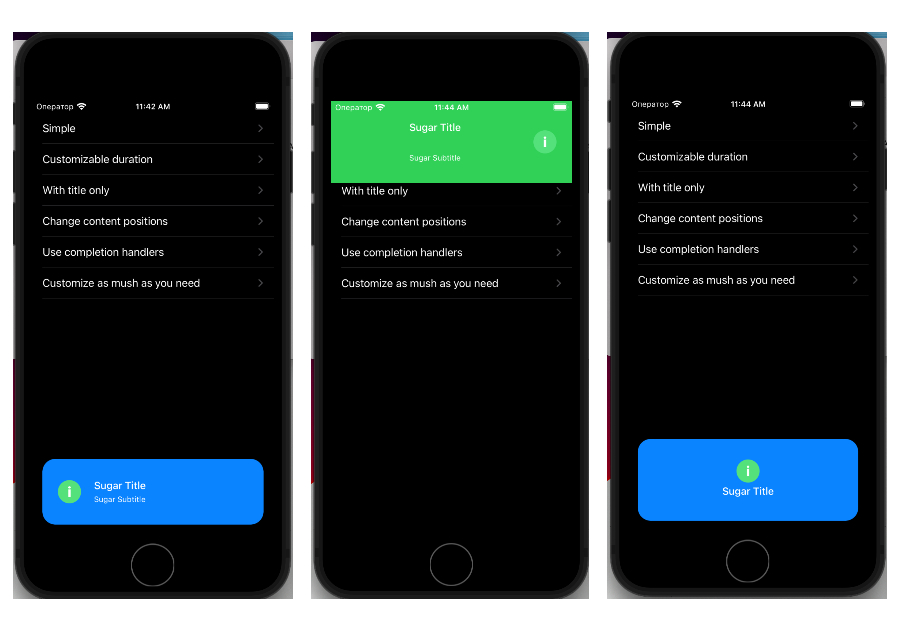 Оператор 11:42 AM
Simple
Customizable duration
With title only
Change content positions
Use completion handlers
Customize as mush as you need
i
Sugar Title
Sugar Subtitle
Оператор 11:44 AM
Sugar Title
i
Sugar Subtitle
With title only
Change content positions
Use completion handlers
Customize as mush as you need
Оператор 11:44 AM
Simple
Customizable duration
With title only
Change content positions
Use completion handlers
Customize as mush as you need
i
Sugar Title